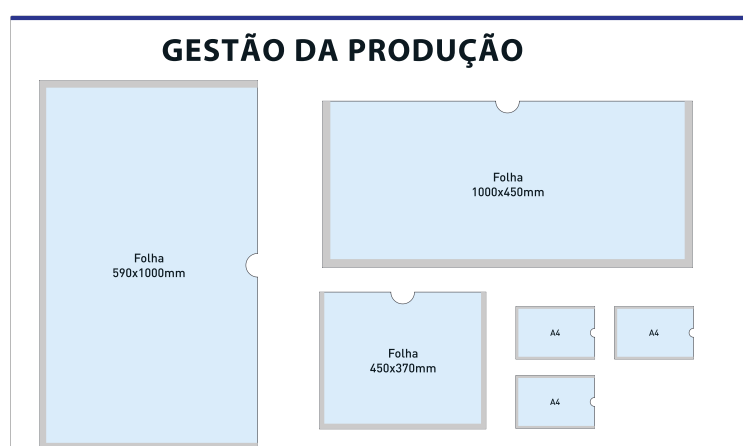 GESTÃO DA PRODUÇÃO
Folha
590x1000mm
Folha
1000x450mm
Folha
450x370mm
A4
A4
A4